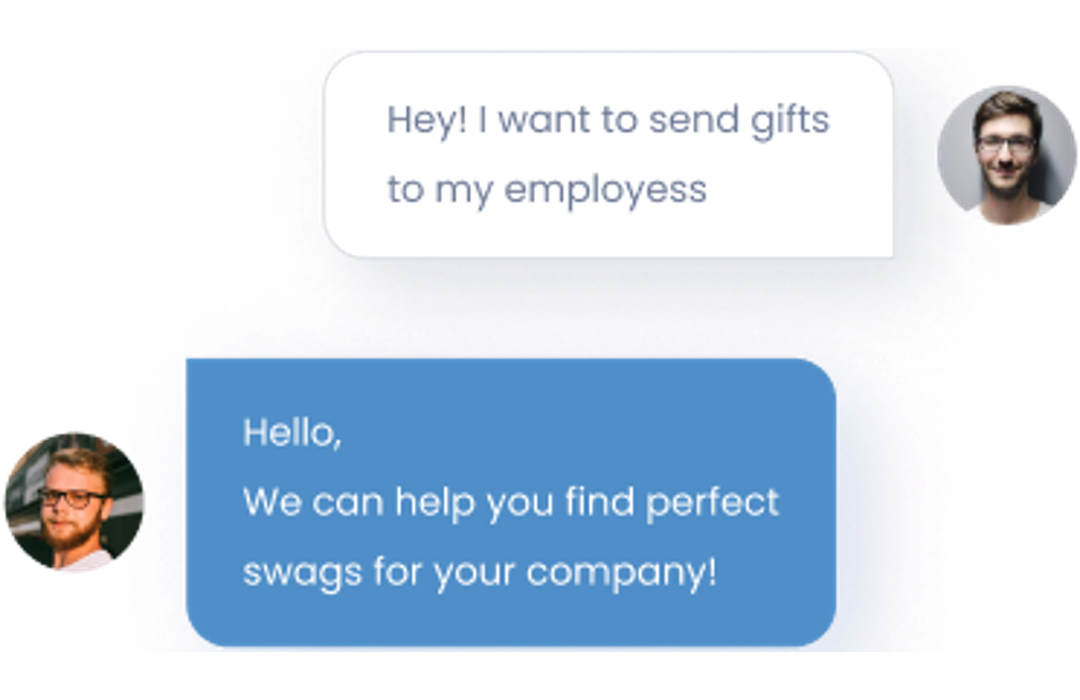 Hey! I want to send gifts
to my employess
Hello,
We can help you find perfect
swags for your company!